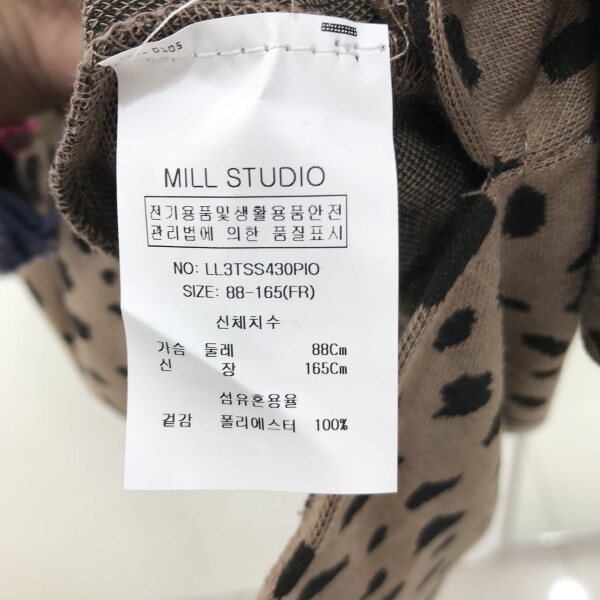 0105
MILL STUDIO
전기용품및생활용품안전
관리법에 의한 품질표시
NO: LL3TSS430PIO
SIZE: 88-165(FR)
신체치수
가슴 둘레 88Cm
신 장 165Cm
섬유혼용율
겉감 폴리에스터 100%